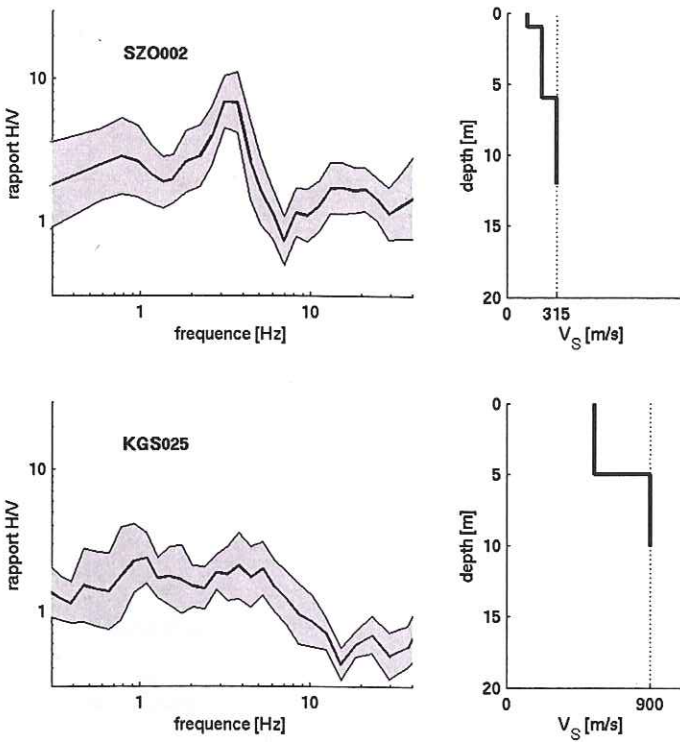 SZO002
10
1
rapport H/V
1
10
frequence [Hz]
0
5
10
15
20
depth [m]
0
315
V_S [m/s]
KGS025
10
1
rapport H/V
1
10
frequence [Hz]
0
5
10
15
20
depth [m]
0
900
V_S [m/s]